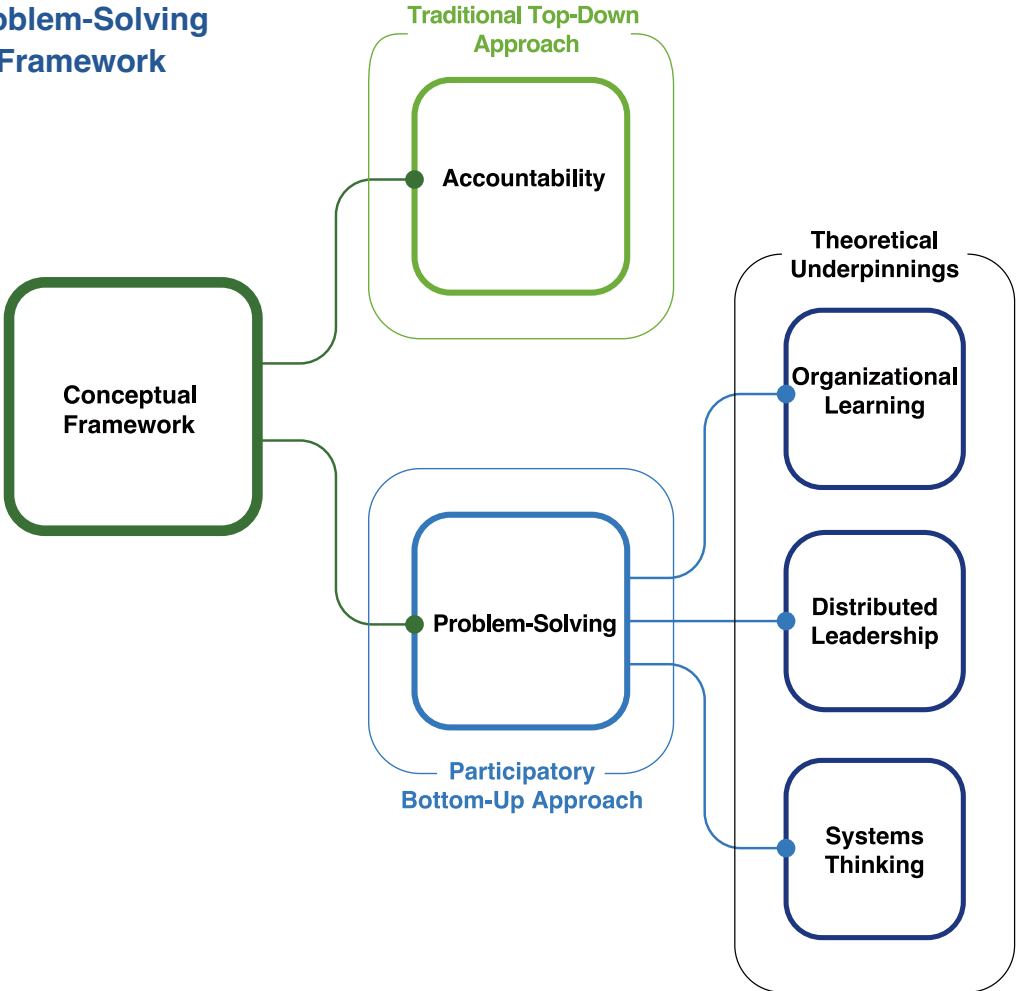 oblem-Solving
Framework
Traditional Top-Down
Approach
Accountability
Conceptual
Framework
Theoretical
Underpinnings
Organizational
Learning
Problem-Solving
Distributed
Leadership
Participatory
Bottom-Up Approach
Systems
Thinking